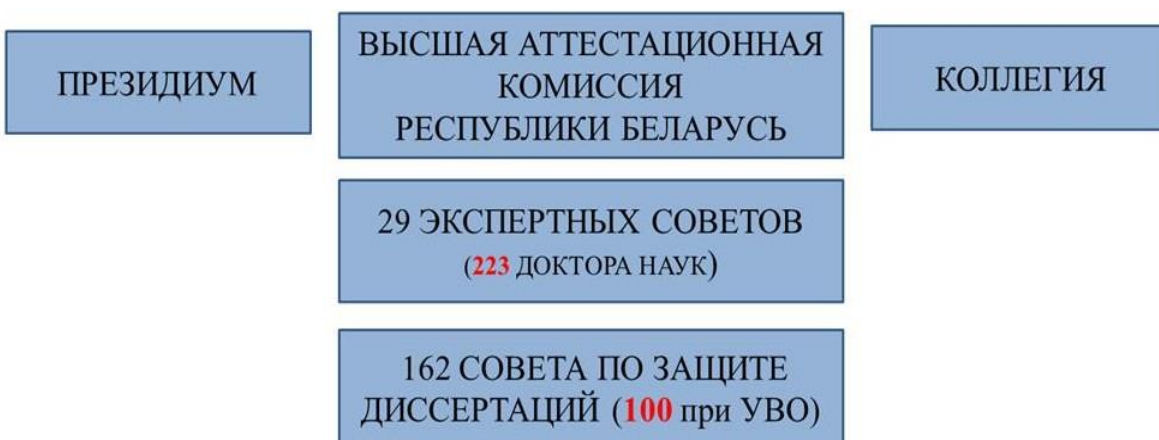 ПРЕЗИДИУМ
ВЫСШАЯ АТТЕСТАЦИОННАЯ
КОМИССИЯ
РЕСПУБЛИКИ БЕЛАРУСЬ
КОЛЛЕГИЯ
29 ЭКСПЕРТНЫХ СОВЕТОВ
(223 ДОКТОРА НАУК)
162 СОВЕТА ПО ЗАЩИТЕ
ДИССЕРТАЦИЙ (100 при УВО)